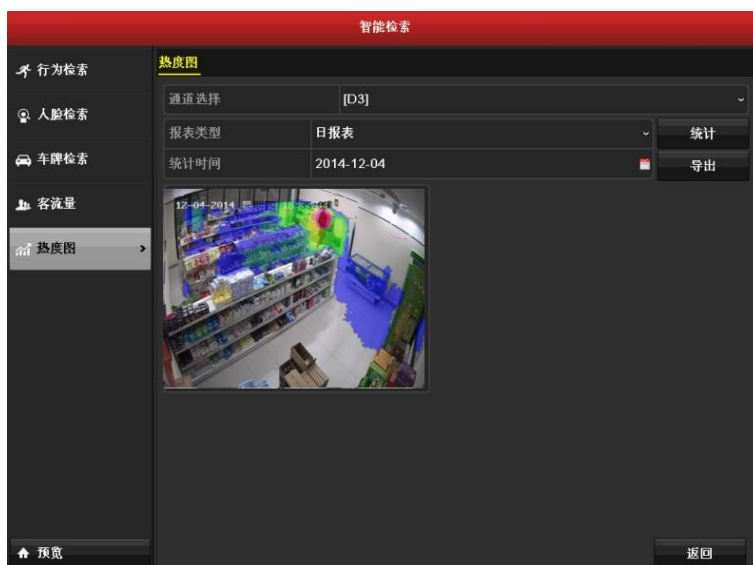 智能检索
行为检索
人脸检索
车牌检索
客流量
热度图
预览
热度图
通道选择 [D3]
报表类型 日报表 统计
统计时间 2014-12-04 导出
12-04-2014
返回